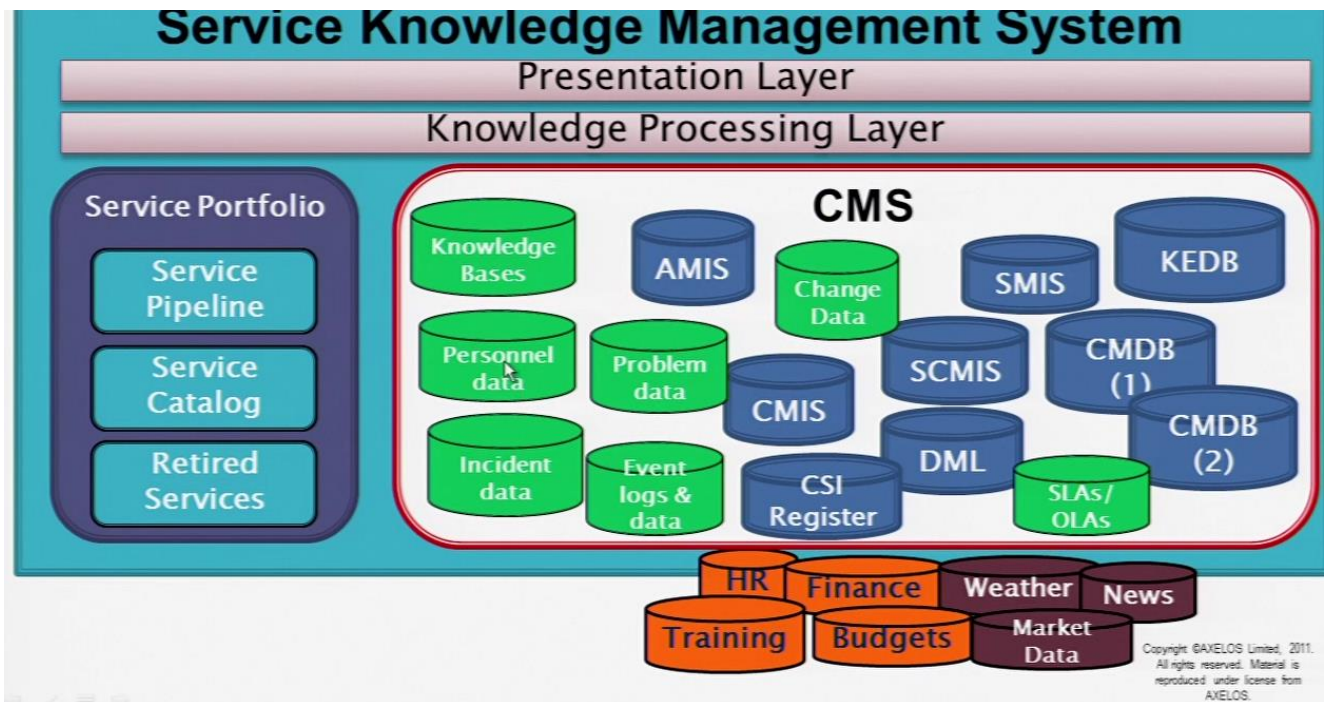 Service Knowledge Management System
Presentation Layer
Knowledge Processing Layer
Service Portfolio
Service
Pipeline
Service
Catalog
Retired
Services
CMS
Knowledge
Bases
AMIS
Change
Data
SMIS
KEDB
Personnel
data
Problem
data
CMIS
SCMIS
CMDB
(1)
CMDB
(2)
Incident
data
Event
logs &
data
CSI
Register
DML
SLAs/
OLAs
HR
Finance
Weather
News
Training
Budgets
Market
Data
Copyright ©AXELOS Limited, 2011.
All rights reserved. Material is
reproduced under license from
AXELOS.